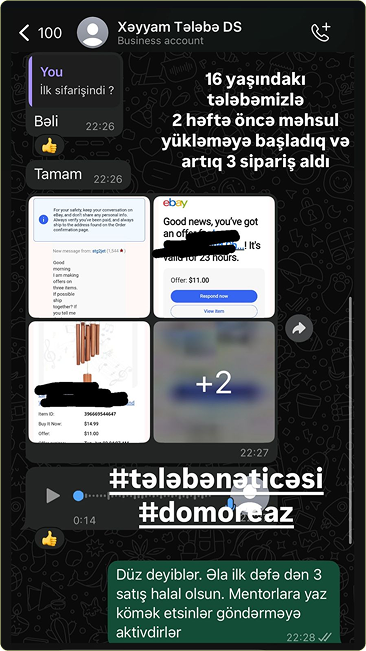 100
Xəyyam Tələbə DS
Business account
16 yaşındakı
tələbəmizlə
2 həftə öncə məhsul
yükləməyə başladıq və
artıq 3 sipariş aldı
You
İlk sifarişindi ?
Bəli
22:26
Tamam
22:26
For your safety, keep your conversation on
eBay, and don't share any personal info.
Always verify you've been paid, and always
ship to the address found on the Order
confirmation page.
New message from:
Good
morning
I am making
offers on
three items.
If possible
ship
together? If
you tell me
ebay
Good news, you've got
an offer
It's
valid for 23 hours.
Offer: $11.00
Respond now
View item
Item ID: 396669544647
Buy It Now: $14.99
Offer: $11.00
+2
22:27
#tələbənəticəsi
#domoreaz
0:14
Düz deyiblər. Əla ilk dəfə dən 3
satış halal olsun. Mentorlara yaz
kömək etsinlər göndərməyə
aktivdirlər
22:28